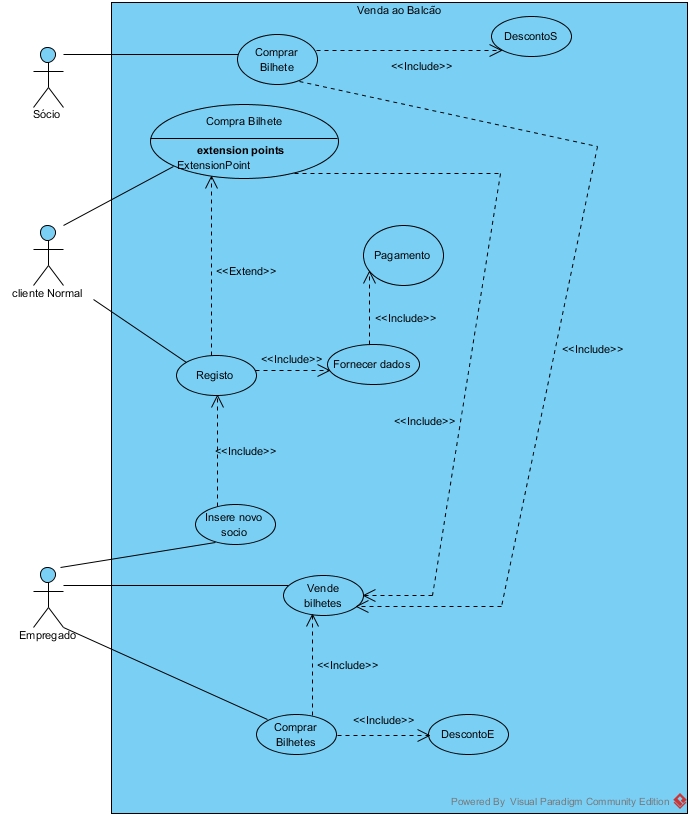 Venda ao Balcão
Comprar
Bilhete
DescontoS
<<Include>>
Sócio
Compra Bilhete
extension points
ExtensionPoint
cliente Normal
Pagamento
<<Extend>>
<<Include>>
<<Include>>
<<Include>>
Fornecer dados
Registo
<<Include>>
<<Include>>
Insere novo
socio
Vende
bilhetes
Empregado
<<Include>>
<<Include>>
Comprar
Bilhetes
DescontoE
Powered By Visual Paradigm Community Edition